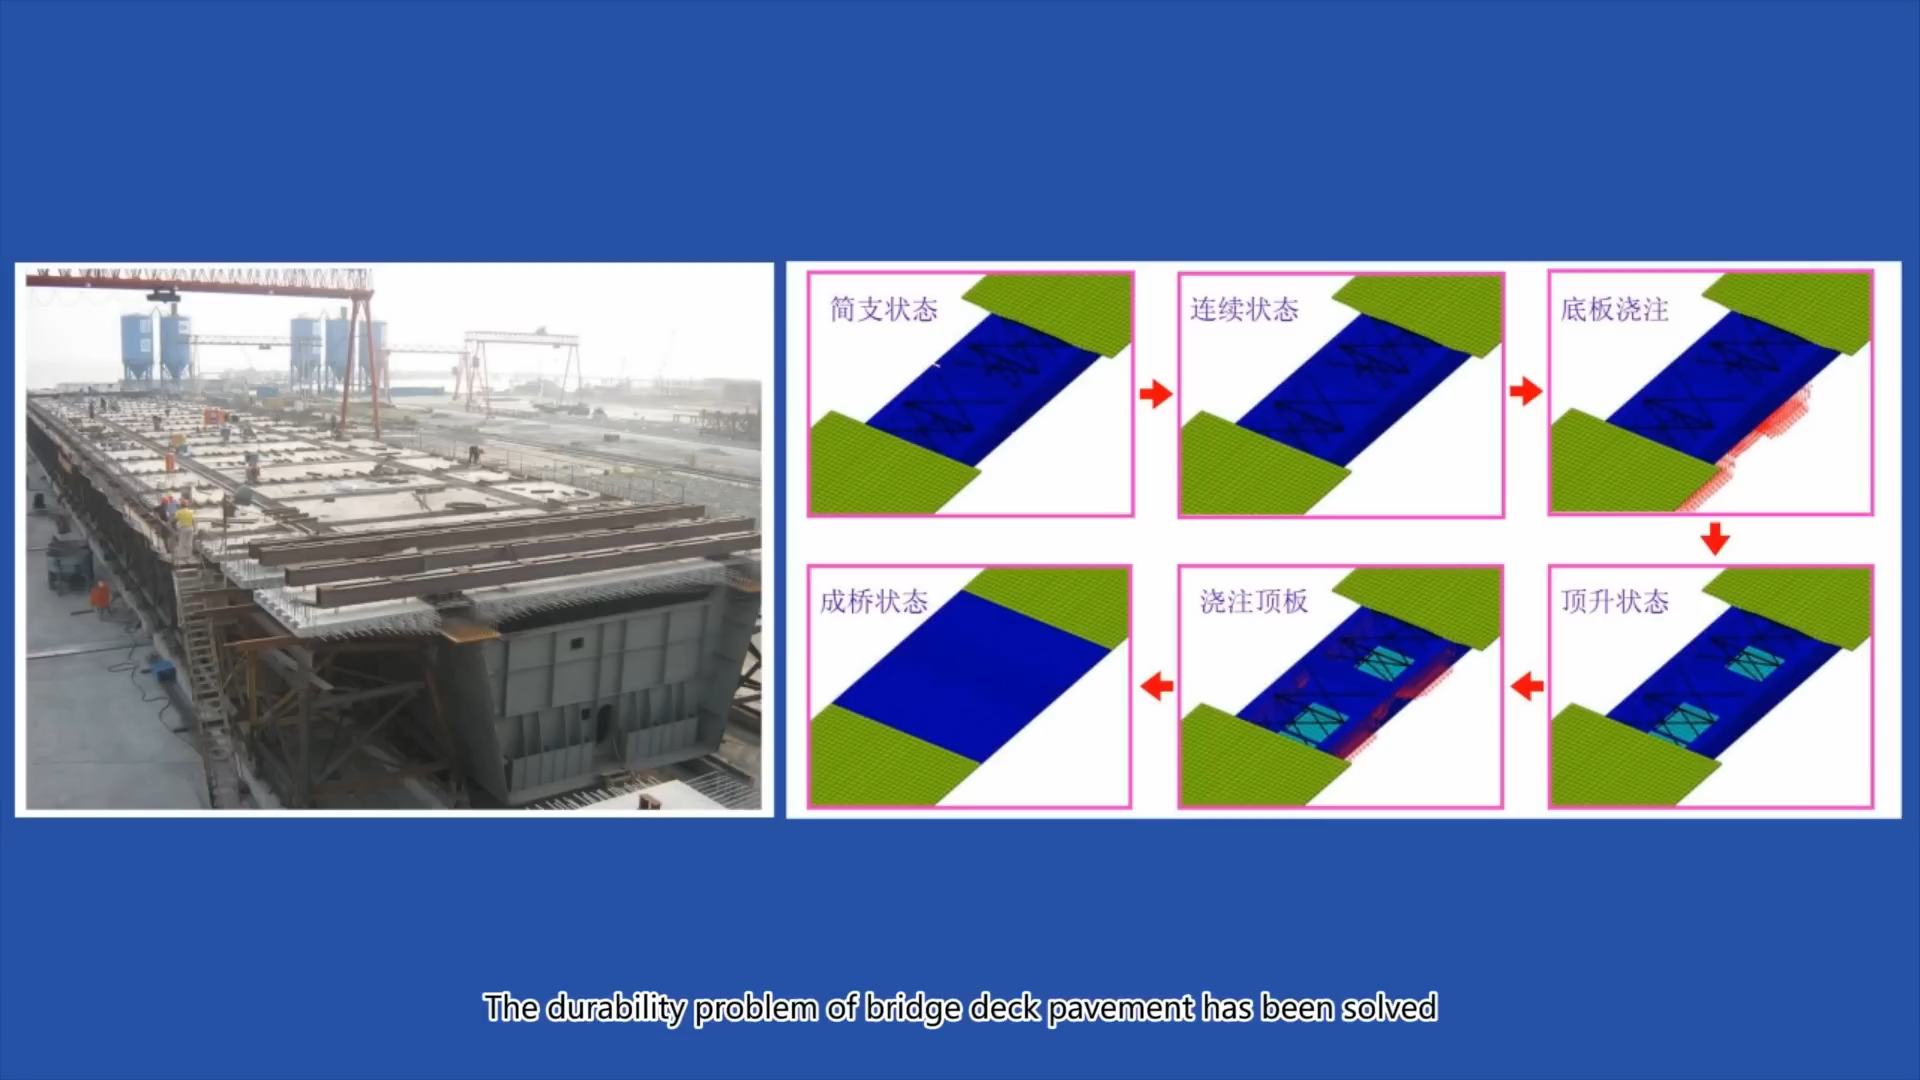 简支状态
连续状态
底板浇注
成桥状态
浇注顶板
顶升状态
The durability problem of bridge deck pavement has been solved